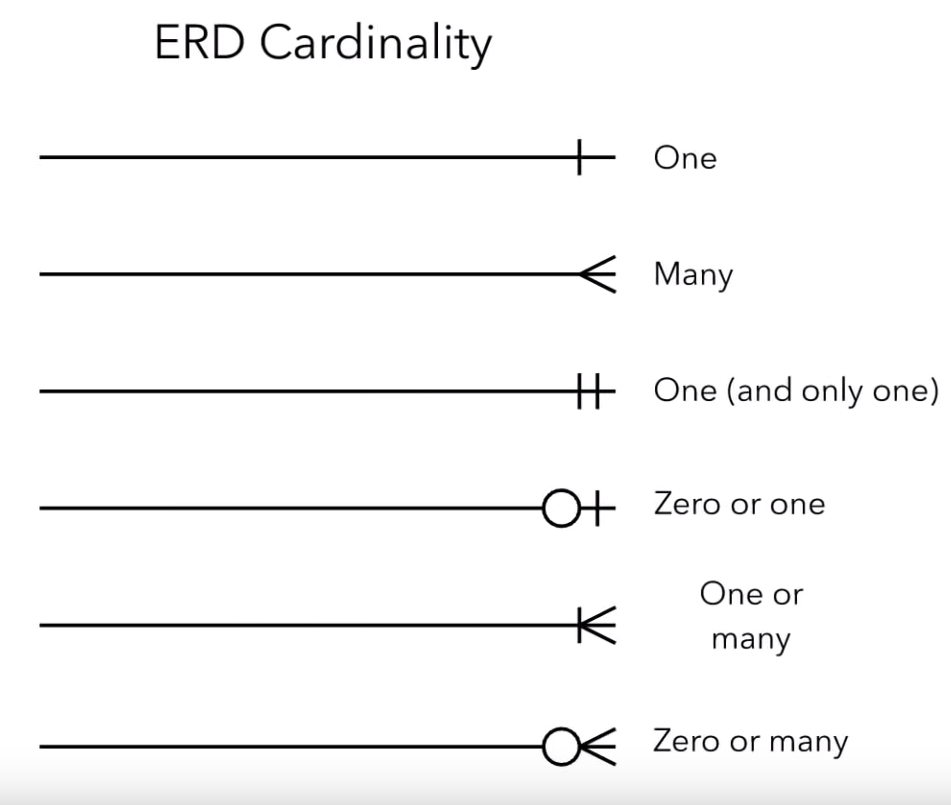 ERD Cardinality
One
Many
One (and only one)
Zero or one
One or
many
Zero or many